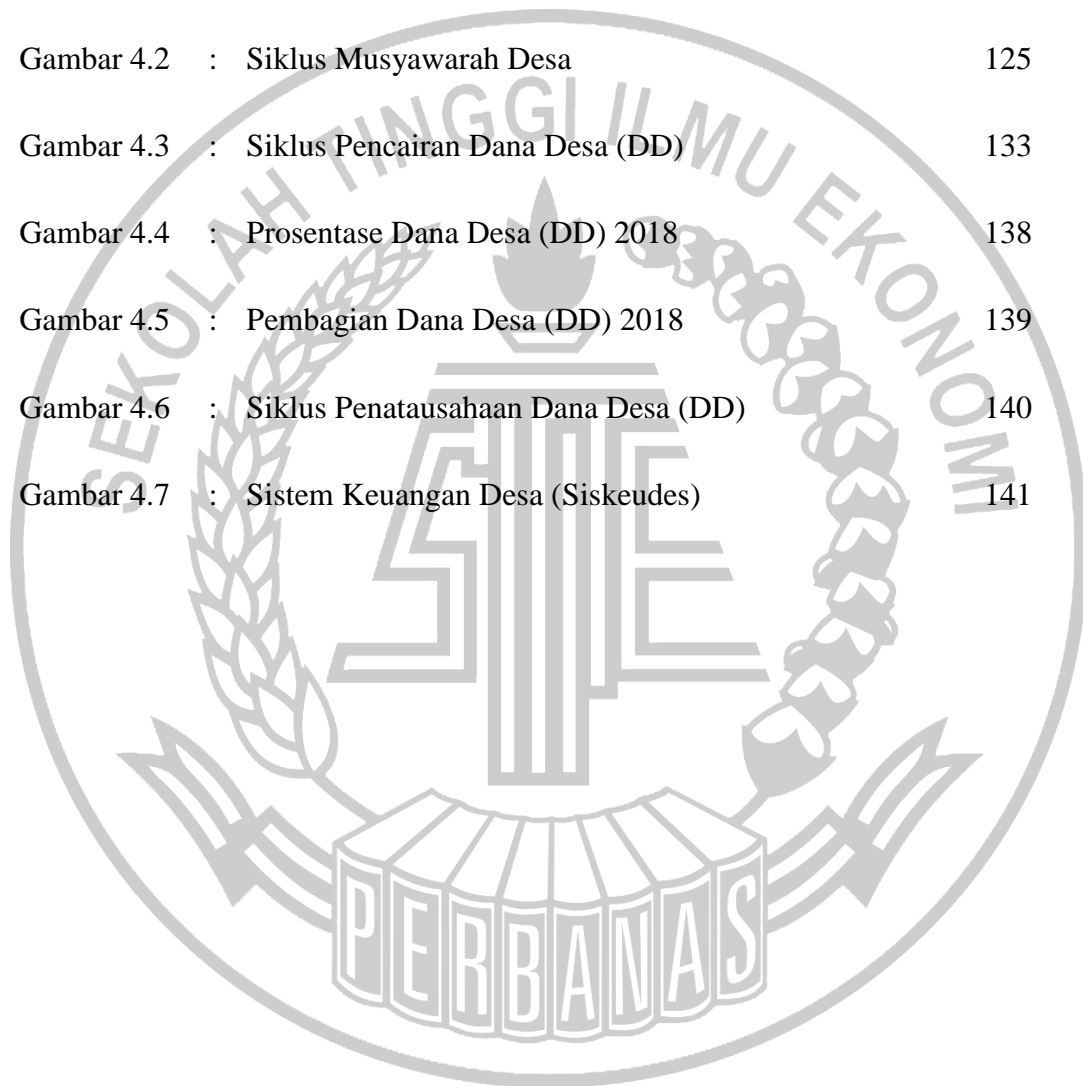 Gambar 4.2 : Siklus Musyawarah Desa 125
Gambar 4.3 : Siklus Pencairan Dana Desa (DD) 133
Gambar 4.4 : Prosentase Dana Desa (DD) 2018 138
Gambar 4.5 : Pembagian Dana Desa (DD) 2018 139
Gambar 4.6 : Siklus Penatausahaan Dana Desa (DD) 140
Gambar 4.7 : Sistem Keuangan Desa (Siskeudes) 141
SEKOLAH TINGGI ILMU EKONOMI
STIE
PERBANAS